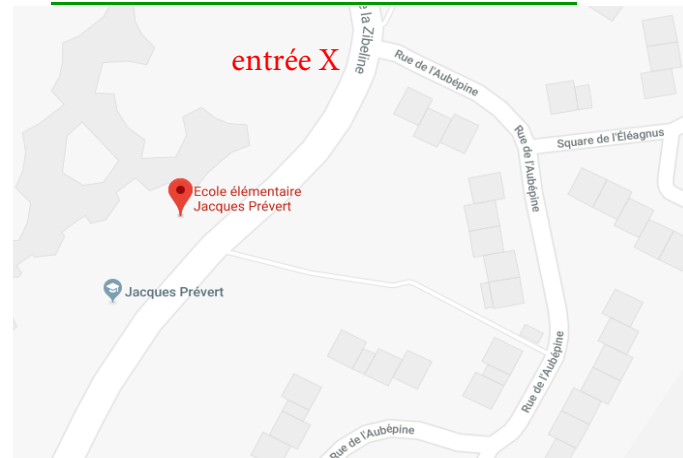 e la Zibeline
entrée X
Rue de l'Aubépine
Rue de l'Aubépine
Square de l'Éléagnus
Ecole élémentaire
Jacques Prévert
Jacques Prévert
Rue de l'Aubépine
Rue de l'Aubépine